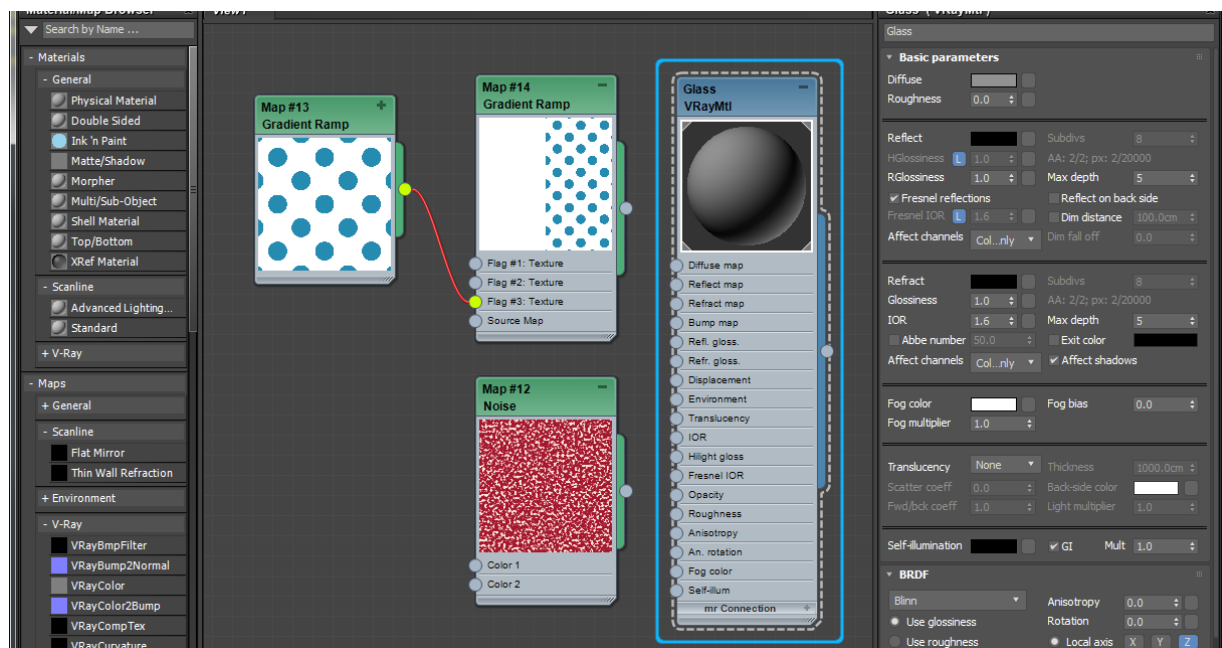 Material/Map Browser
View1
Search by Name ...
- Materials
- General
Physical Material
Double Sided
Ink 'n Paint
Matte/Shadow
Morpher
Multi/Sub-Object
Shell Material
Top/Bottom
XRef Material
- Scanline
Advanced Lighting...
Standard
+ V-Ray
- Maps
+ General
- Scanline
Flat Mirror
Thin Wall Refraction
+ Environment
- V-Ray
VRayBmpFilter
VRayBump2Normal
VRayColor
VRayColor2Bump
VRayCompTex
VRayCurvature
Map #13
Gradient Ramp
Map #14
Gradient Ramp
Flag #1: Texture
Flag #2: Texture
Flag #3: Texture
Source Map
Map #12
Noise
Color 1
Color 2
Glass
VRayMtl
Diffuse map
Reflect map
Refract map
Bump map
Refl. gloss.
Refr. gloss.
Displacement
Environment
Translucency
IOR
Hilight gloss
Fresnel IOR
Opacity
Roughness
Anisotropy
An. rotation
Fog color
Self-illum
mr Connection +
Glass ( VRayMtl )
Glass
Basic parameters
Diffuse
Roughness 0.0
Reflect Subdivs 8
HGlossiness L 1.0 AA: 2/2; px: 2/20000
RGlossiness 1.0 Max depth 5
Fresnel reflections Reflect on back side
Fresnel IOR L 1.6 Dim distance 100.0cm
Affect channels Col...nly Dim fall off 0.0
Refract Subdivs 8
Glossiness 1.0 AA: 2/2; px: 2/20000
IOR 1.6 Max depth 5
Abbe number 50.0 Exit color
Affect channels Col...nly Affect shadows
Fog color Fog bias 0.0
Fog multiplier 1.0
Translucency None Thickness 1000.0cm
Scatter coeff 0.0 Back-side color
Fwd/bck coeff 1.0 Light multiplier 1.0
Self-illumination GI Mult 1.0
BRDF
Blinn Anisotropy 0.0
Use glossiness Rotation 0.0
Use roughness Local axis X Y Z